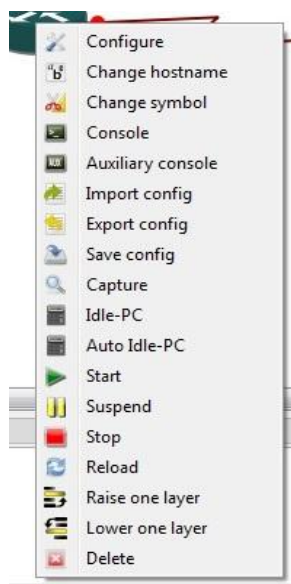 Configure
Change hostname
Change symbol
Console
Auxiliary console
Import config
Export config
Save config
Capture
Idle-PC
Auto Idle-PC
Start
Suspend
Stop
Reload
Raise one layer
Lower one layer
Delete